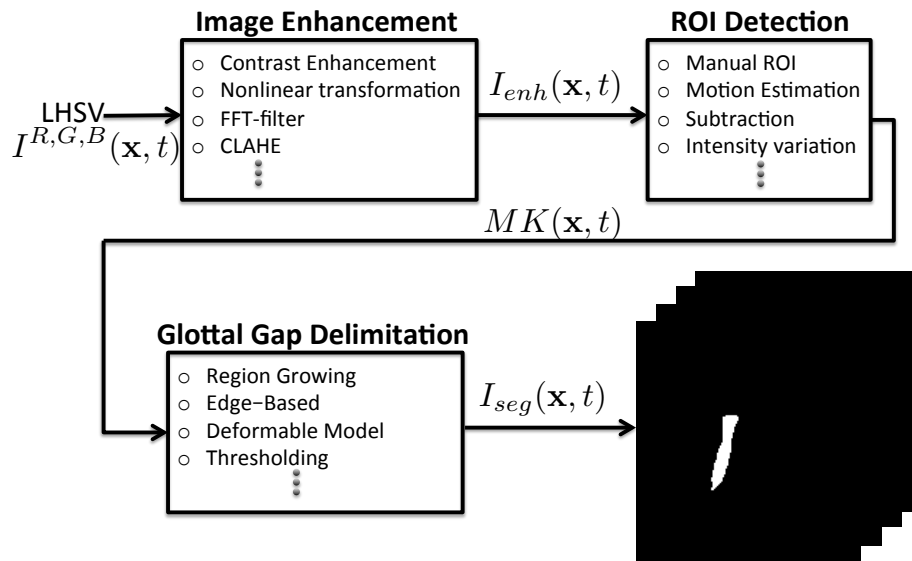 Image Enhancement
○ Contrast Enhancement
○ Nonlinear transformation
○ FFT-filter
○ CLAHE
LHSV
I^{R,G,B}(x, t)
I_{enh}(x, t)
ROI Detection
○ Manual ROI
○ Motion Estimation
○ Subtraction
○ Intensity variation
MK(x, t)
Glottal Gap Delimitation
○ Region Growing
○ Edge-Based
○ Deformable Model
○ Thresholding
I_{seg}(x, t)